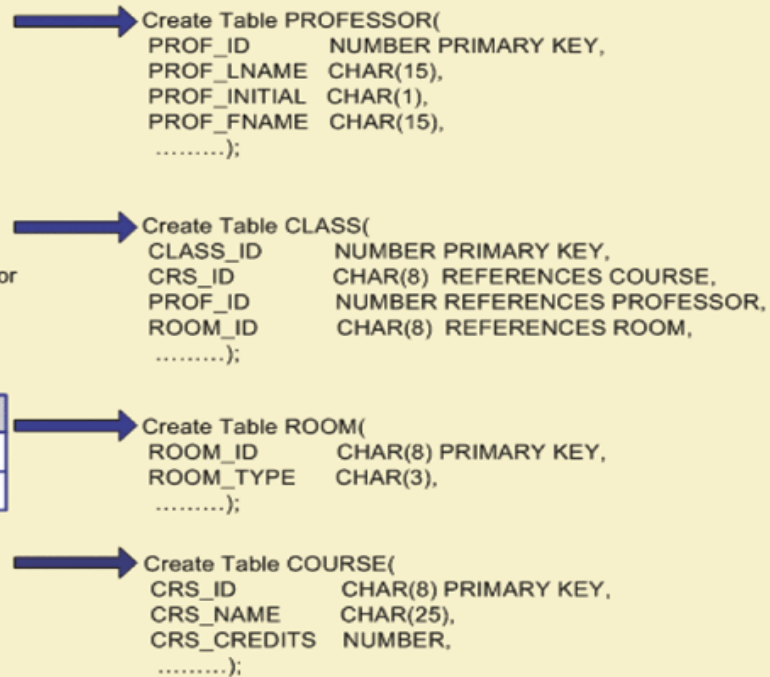 Create Table PROFESSOR(
PROF_ID NUMBER PRIMARY KEY,
PROF_LNAME CHAR(15),
PROF_INITIAL CHAR(1),
PROF_FNAME CHAR(15),
.........);
Create Table CLASS(
CLASS_ID NUMBER PRIMARY KEY,
or
CRS_ID CHAR(8) REFERENCES COURSE,
PROF_ID NUMBER REFERENCES PROFESSOR,
ROOM_ID CHAR(8) REFERENCES ROOM,
.........);
Create Table ROOM(
ROOM_ID CHAR(8) PRIMARY KEY,
ROOM_TYPE CHAR(3),
.........);
Create Table COURSE(
CRS_ID CHAR(8) PRIMARY KEY,
CRS_NAME CHAR(25),
CRS_CREDITS NUMBER,
.........);